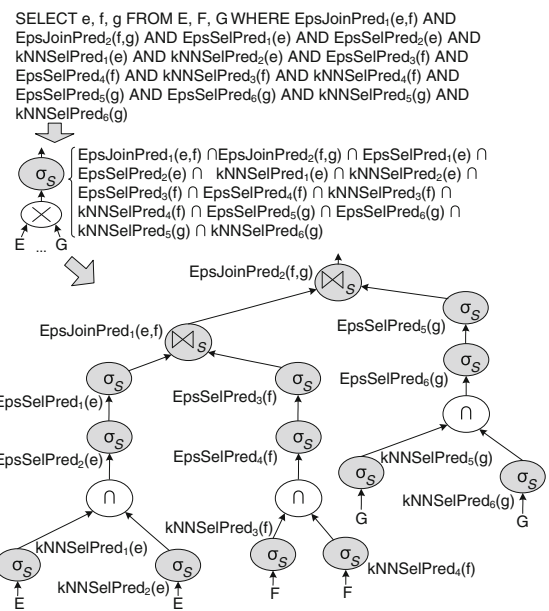 SELECT e, f, g FROM E, F, G WHERE EpsJoinPred₁(e,f) AND
EpsJoinPred₂(f,g) AND EpsSelPred₁(e) AND EpsSelPred₂(e) AND
kNNSelPred₁(e) AND kNNSelPred₂(e) AND EpsSelPred₃(f) AND
EpsSelPred₄(f) AND kNNSelPred₃(f) AND kNNSelPred₄(f) AND
EpsSelPred₅(g) AND EpsSelPred₆(g) AND kNNSelPred₅(g) AND
kNNSelPred₆(g)
EpsJoinPred₁(e,f) ∩EpsJoinPred₂(f,g) ∩ EpsSelPred₁(e) ∩
EpsSelPred₂(e) ∩ kNNSelPred₁(e) ∩ kNNSelPred₂(e) ∩
EpsSelPred₃(f) ∩ EpsSelPred₄(f) ∩ kNNSelPred₃(f) ∩
kNNSelPred₄(f) ∩ EpsSelPred₅(g) ∩ EpsSelPred₆(g) ∩
kNNSelPred₅(g) ∩ kNNSelPred₆(g)
σS
×
E ... G
EpsJoinPred₂(f,g)
⋈S
EpsJoinPred₁(e,f)
⋈S
EpsSelPred₅(g)
σS
EpsSelPred₁(e)
σS
EpsSelPred₃(f)
σS
EpsSelPred₆(g)
σS
EpsSelPred₂(e)
σS
EpsSelPred₄(f)
σS
∩
∩
∩
kNNSelPred₅(g)
σS
kNNSelPred₆(g)
σS
G
G
kNNSelPred₁(e)
σS
kNNSelPred₂(e)
σS
kNNSelPred₃(f)
σS
kNNSelPred₄(f)
σS
E
E
F
F